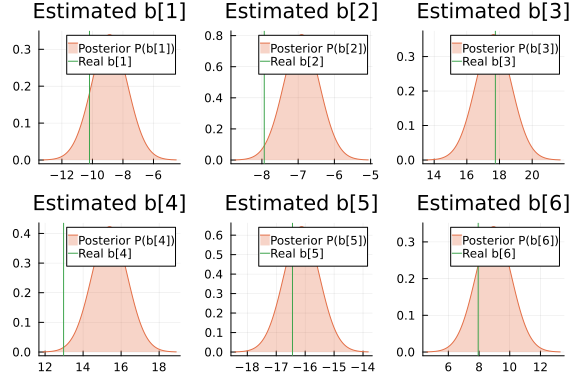 Estimated b[1]
Estimated b[2]
Estimated b[3]
Posterior P(b[1])
Real b[1]
Posterior P(b[2])
Real b[2]
Posterior P(b[3])
Real b[3]
0.3
0.2
0.1
0.0
−12 −10 −8 −6
0.8
0.6
0.4
0.2
0.0
−8 −7 −6 −5
0.3
0.2
0.1
0.0
14 16 18 20
Estimated b[4]
Estimated b[5]
Estimated b[6]
Posterior P(b[4])
Real b[4]
Posterior P(b[5])
Real b[5]
Posterior P(b[6])
Real b[6]
0.4
0.3
0.2
0.1
0.0
12 14 16 18
0.6
0.5
0.4
0.3
0.2
0.1
0.0
−18 −17 −16 −15 −14
0.3
0.2
0.1
0.0
6 8 10 12